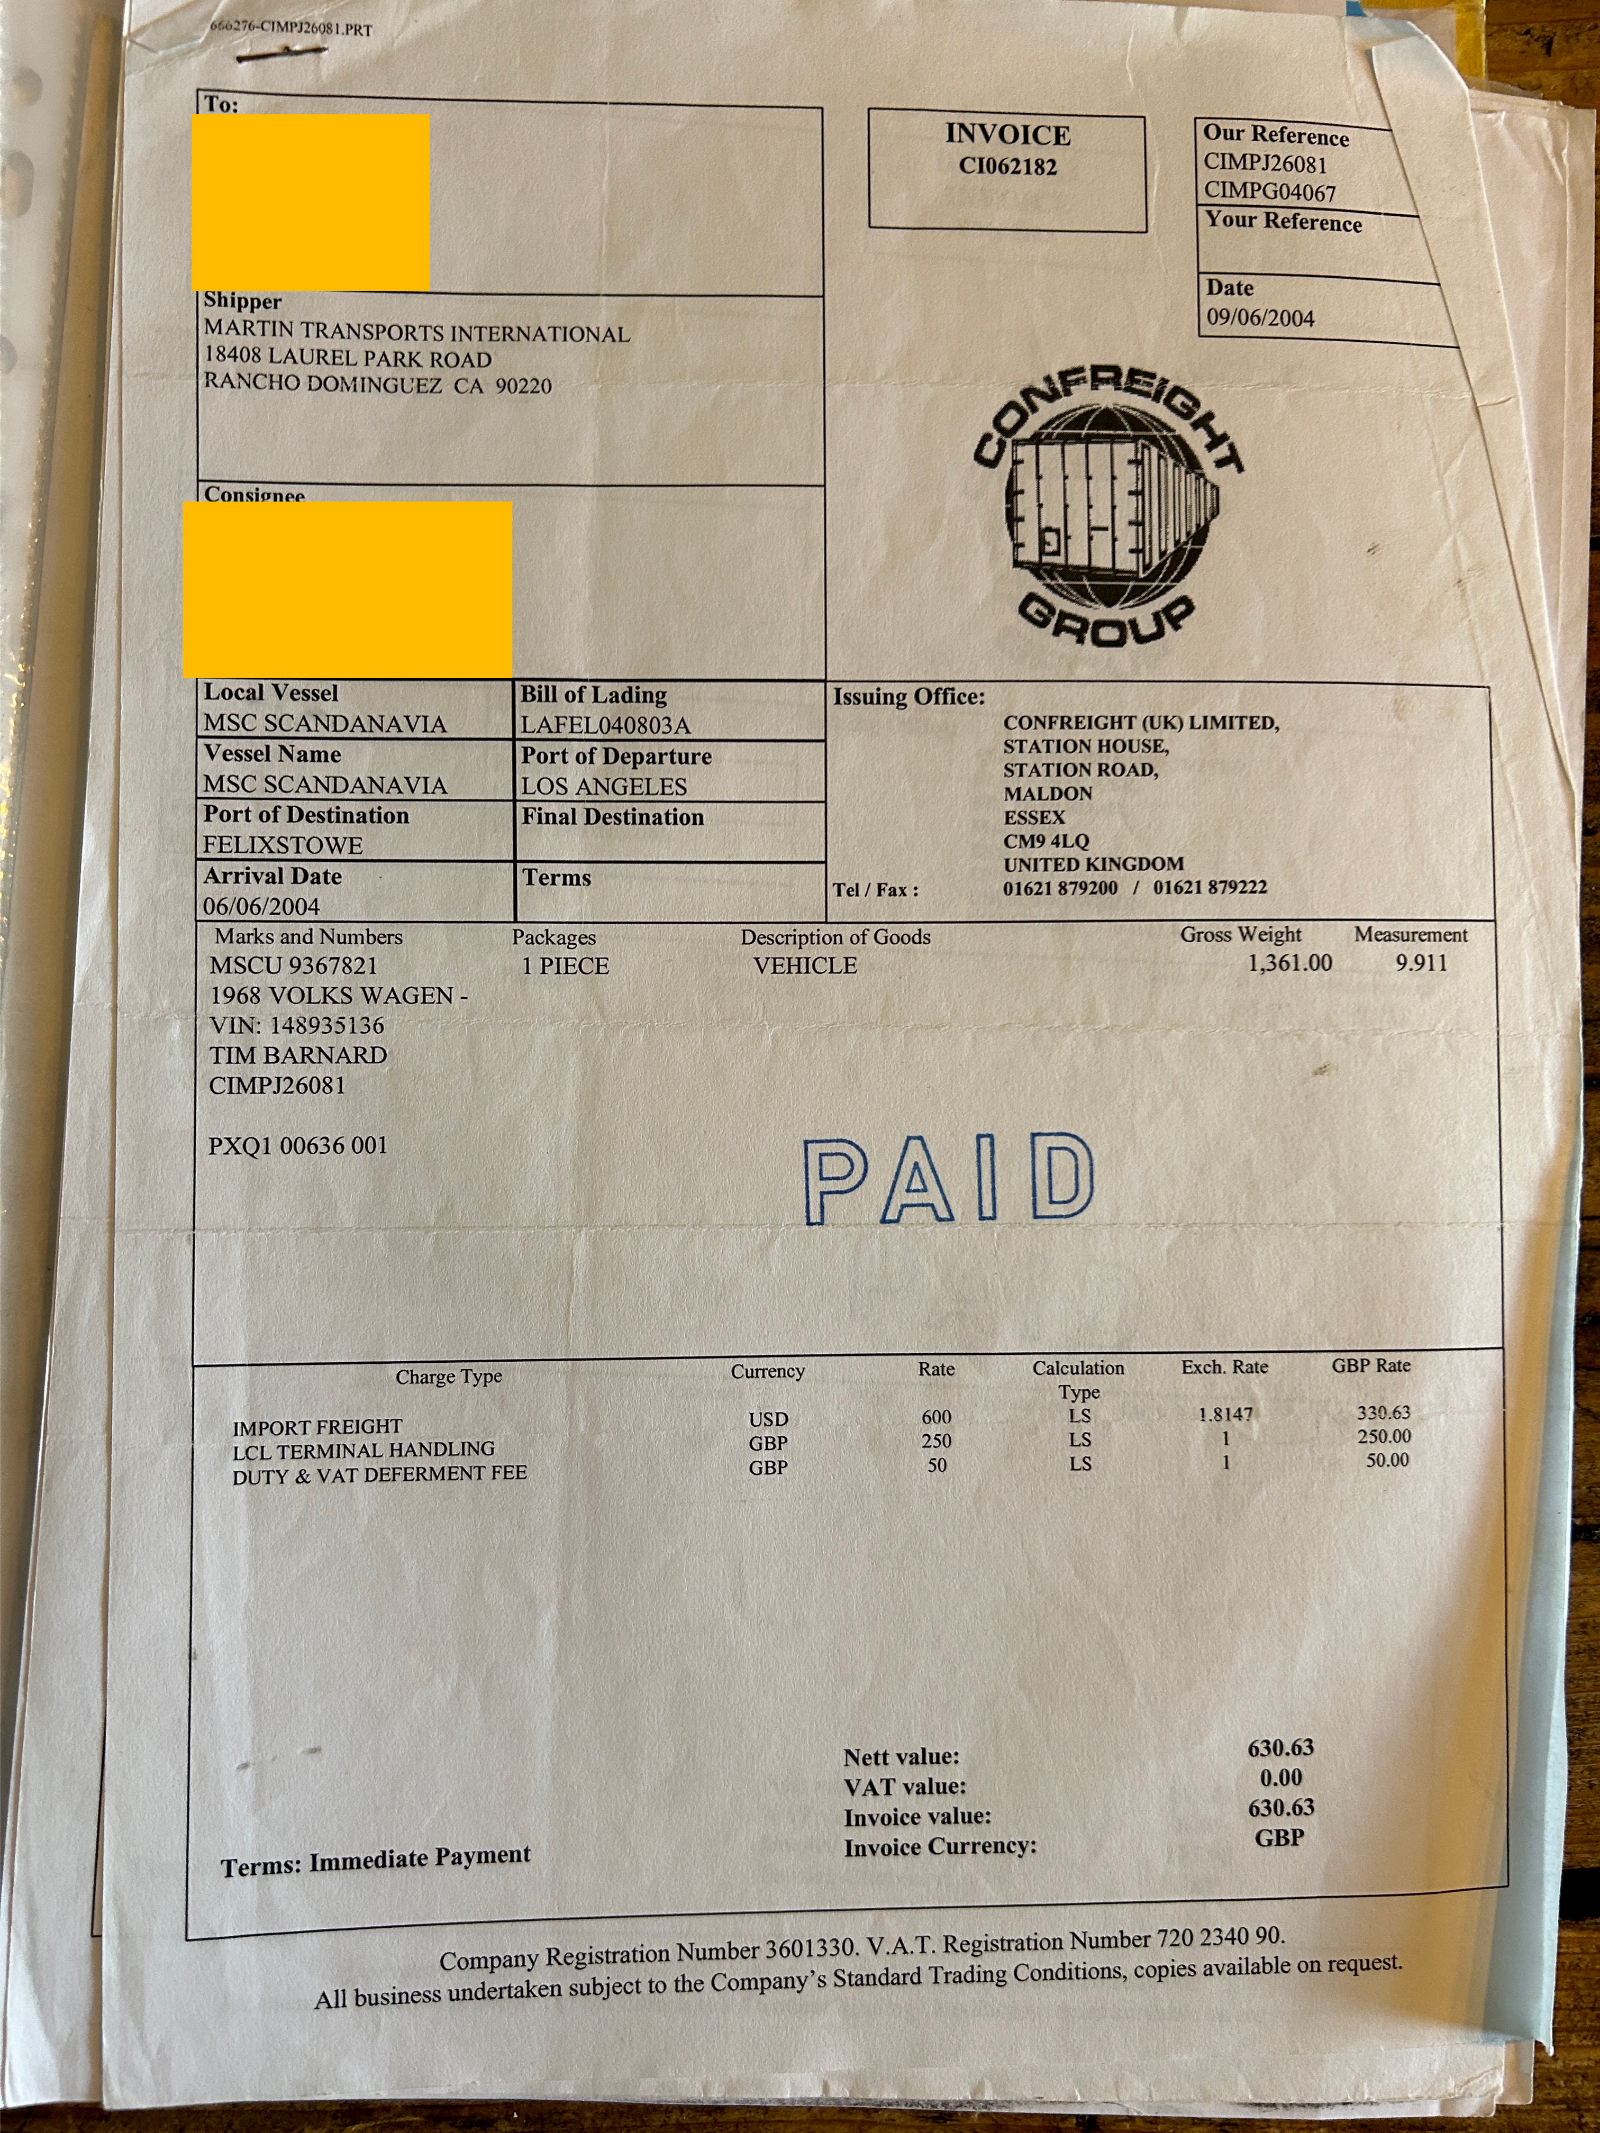 666276-CIMPJ26081.PRT
To:
INVOICE
CI062182
Our Reference
CIMPJ26081
CIMPG04067
Your Reference
Date
09/06/2004
Shipper
MARTIN TRANSPORTS INTERNATIONAL
18408 LAUREL PARK ROAD
RANCHO DOMINGUEZ CA 90220
CONFREIGHT
GROUP
Consignee
Local Vessel
MSC SCANDANAVIA
Bill of Lading
LAFEL040803A
Vessel Name
MSC SCANDANAVIA
Port of Departure
LOS ANGELES
Port of Destination
FELIXSTOWE
Final Destination
Arrival Date
06/06/2004
Terms
Issuing Office:
CONFREIGHT (UK) LIMITED,
STATION HOUSE,
STATION ROAD,
MALDON
ESSEX
CM9 4LQ
UNITED KINGDOM
Tel / Fax : 01621 879200 / 01621 879222
Marks and Numbers Packages Description of Goods Gross Weight Measurement
MSCU 9367821 1 PIECE VEHICLE 1,361.00 9.911
1968 VOLKS WAGEN -
VIN: 148935136
TIM BARNARD
CIMPJ26081
PXQ1 00636 001
PAID
Charge Type Currency Rate Calculation Type Exch. Rate GBP Rate
IMPORT FREIGHT USD 600 LS 1.8147 330.63
LCL TERMINAL HANDLING GBP 250 LS 1 250.00
DUTY & VAT DEFERMENT FEE GBP 50 LS 1 50.00
Nett value: 630.63
VAT value: 0.00
Invoice value: 630.63
Invoice Currency: GBP
Terms: Immediate Payment
Company Registration Number 3601330. V.A.T. Registration Number 720 2340 90.
All business undertaken subject to the Company's Standard Trading Conditions, copies available on request.